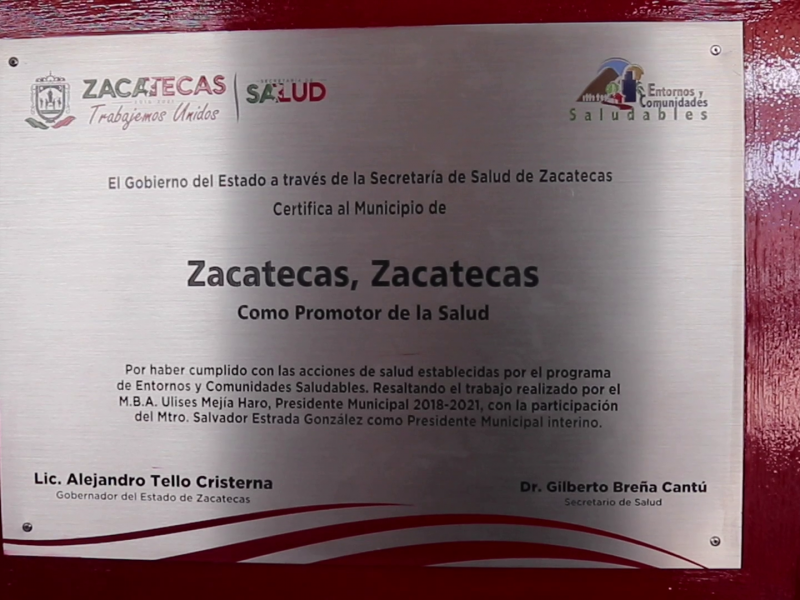 ZACATECAS
Trabajemos Unidos
SALUD
Entornos y
Comunidades
Saludables
El Gobierno del Estado a través de la Secretaría de Salud de Zacatecas
Certifica al Municipio de
Zacatecas, Zacatecas
Como Promotor de la Salud
Por haber cumplido con las acciones de salud establecidas por el programa
de Entornos y Comunidades Saludables. Resaltando el trabajo realizado por el
M.B.A. Ulises Mejía Haro, Presidente Municipal 2018-2021, con la participación
del Mtro. Salvador Estrada González como Presidente Municipal interino.
Lic. Alejandro Tello Cristerna
Gobernador del Estado de Zacatecas
Dr. Gilberto Breña Cantú
Secretario de Salud